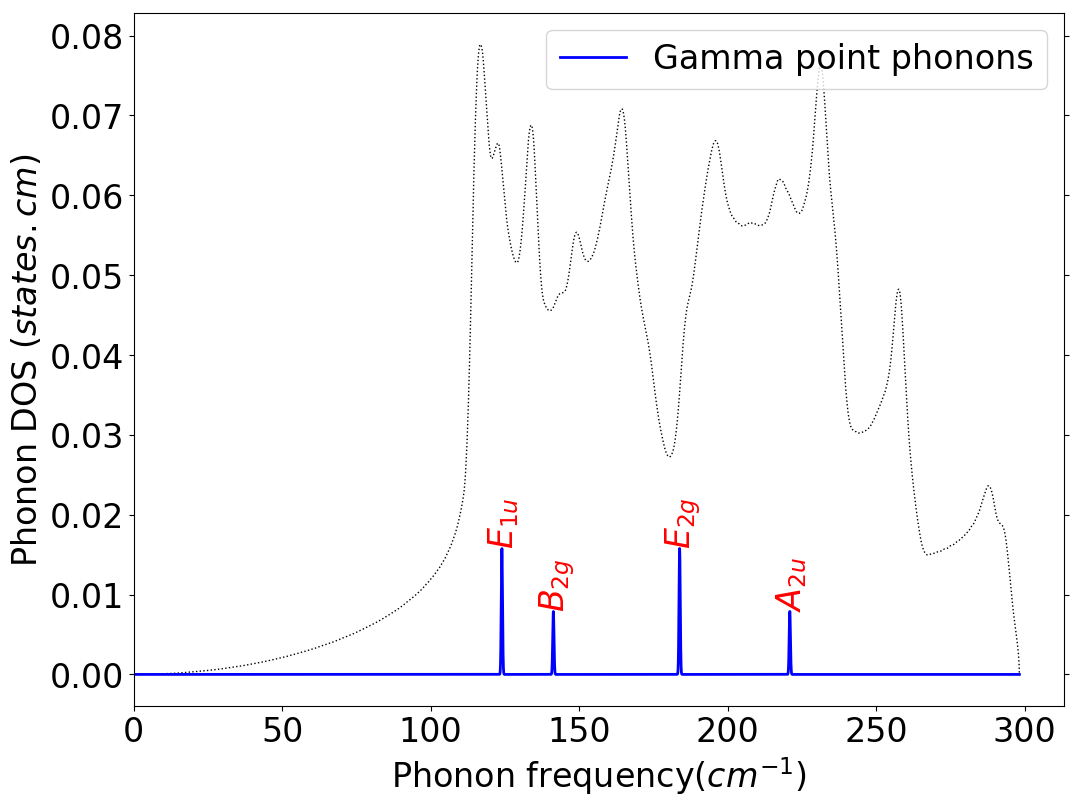 Gamma point phonons
Phonon DOS (states.cm)
0.08
0.07
0.06
0.05
0.04
0.03
0.02
0.01
0.00
E₁ᵤ
B₂g
E₂g
A₂ᵤ
0 50 100 150 200 250 300
Phonon frequency(cm⁻¹)